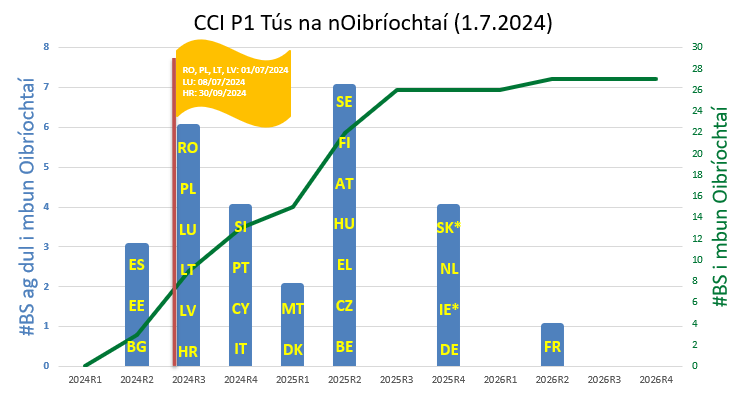 CCI P1 Tús na nOibríochtaí (1.7.2024)
#BS ag dul i mbun Oibríochtaí
8
7
6
5
4
3
2
1
0
RO, PL, LT, LV: 01/07/2024
LU: 08/07/2024
HR: 30/09/2024
ES
EE
BG
RO
PL
LU
LT
LV
HR
SI
PT
CY
IT
MT
DK
SE
FI
AT
HU
EL
CZ
BE
SK*
NL
IE*
DE
FR
30
28
26
24
22
20
18
16
14
12
10
8
6
4
2
0
#BS i mbun Oibríochtaí
2024R1 2024R2 2024R3 2024R4 2025R1 2025R2 2025R3 2025R4 2026R1 2026R2 2026R3 2026R4